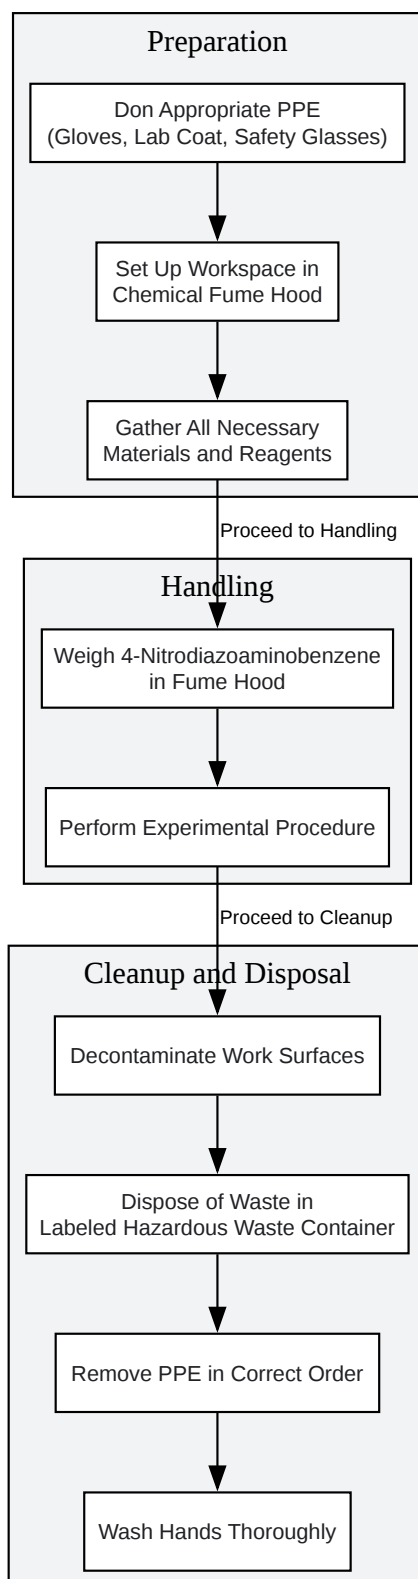 Preparation
Don Appropriate PPE
(Gloves, Lab Coat, Safety Glasses)
Set Up Workspace in
Chemical Fume Hood
Gather All Necessary
Materials and Reagents
Proceed to Handling
Handling
Weigh 4-Nitrodiazoaminobenzene
in Fume Hood
Perform Experimental Procedure
Proceed to Cleanup
Cleanup and Disposal
Decontaminate Work Surfaces
Dispose of Waste in
Labeled Hazardous Waste Container
Remove PPE in Correct Order
Wash Hands Thoroughly